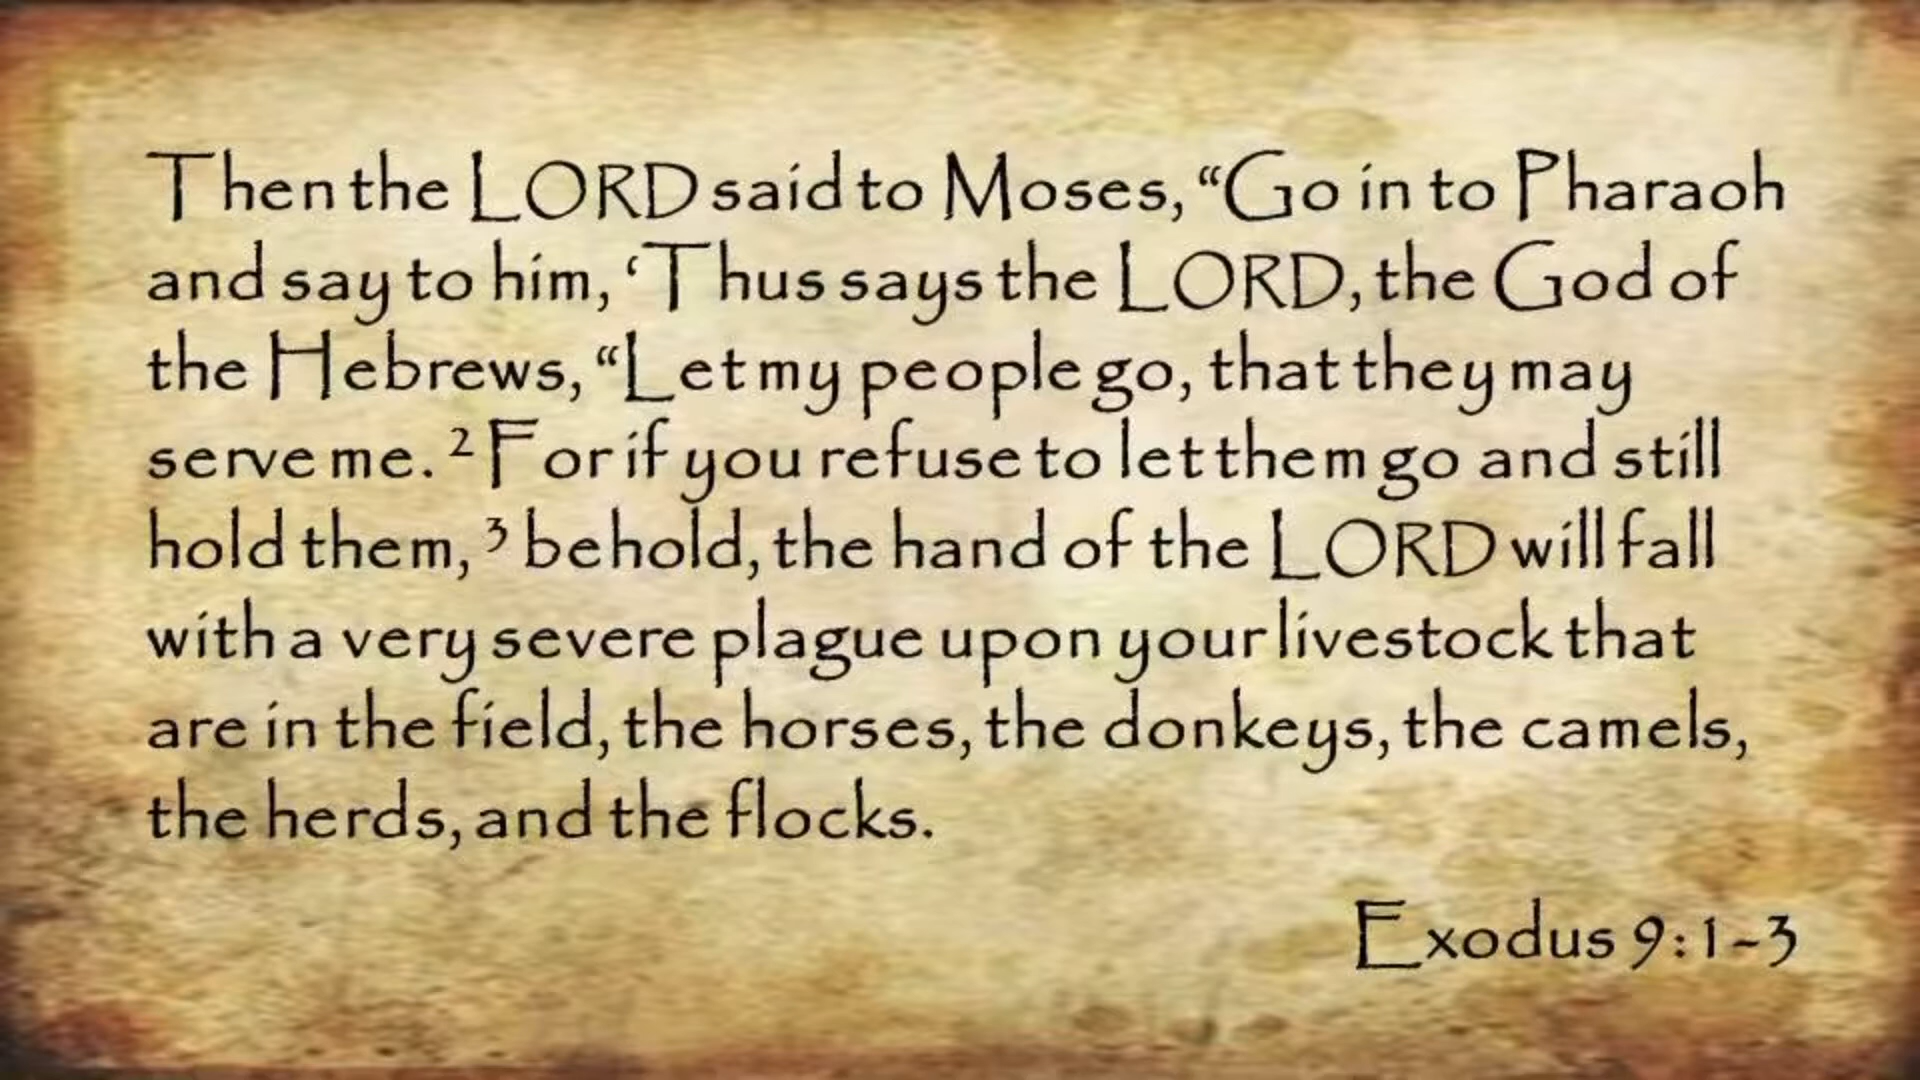 Then the LORD said to Moses, “Go in to Pharaoh
and say to him, ‘Thus says the LORD, the God of
the Hebrews, “Let my people go, that they may
serve me. ² For if you refuse to let them go and still
hold them, ³ behold, the hand of the LORD will fall
with a very severe plague upon your livestock that
are in the field, the horses, the donkeys, the camels,
the herds, and the flocks.
Exodus 9:1-3